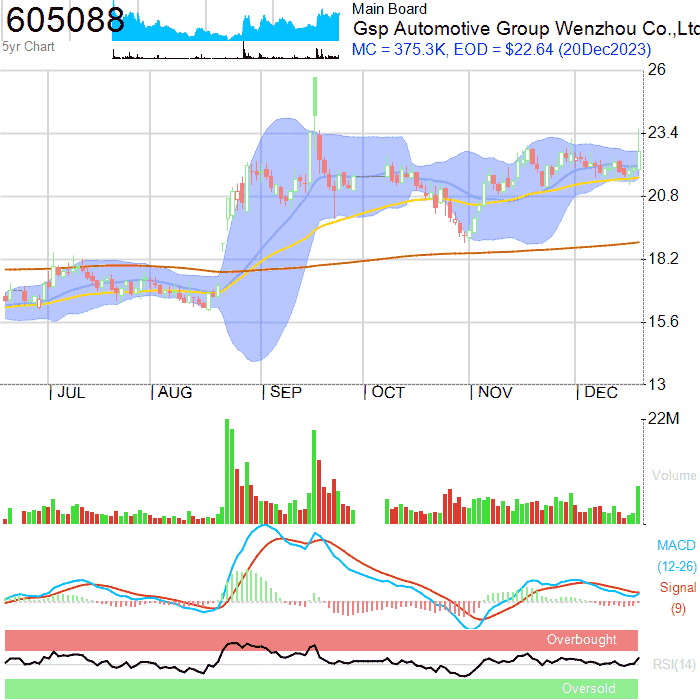 605088
5yr Chart
Main Board
Gsp Automotive Group Wenzhou Co.,Ltd
MC = 375.3K, EOD = $22.64 (20Dec2023)
26
23.4
20.8
18.2
15.6
13
JUL
AUG
SEP
OCT
NOV
DEC
22M
Volume
MACD
(12-26)
Signal
(9)
Overbought
RSI(14)
Oversold